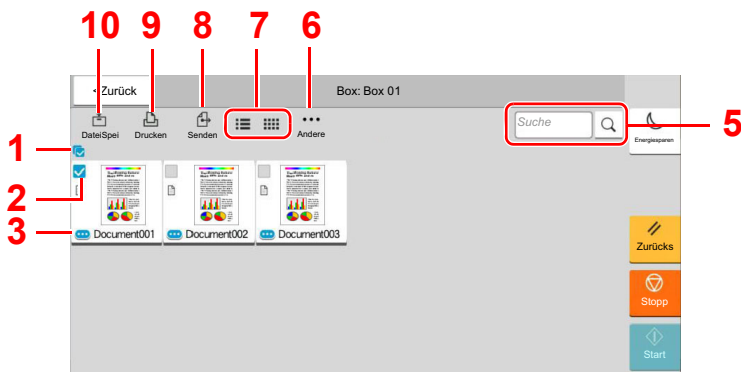 10 9 8 7 6
< Zurück Box: Box 01
DateiSpei Drucken Senden Andere Suche Energiesparen
5
1
2
3
Document001 Document002 Document003
Zurücks
Stopp
Start